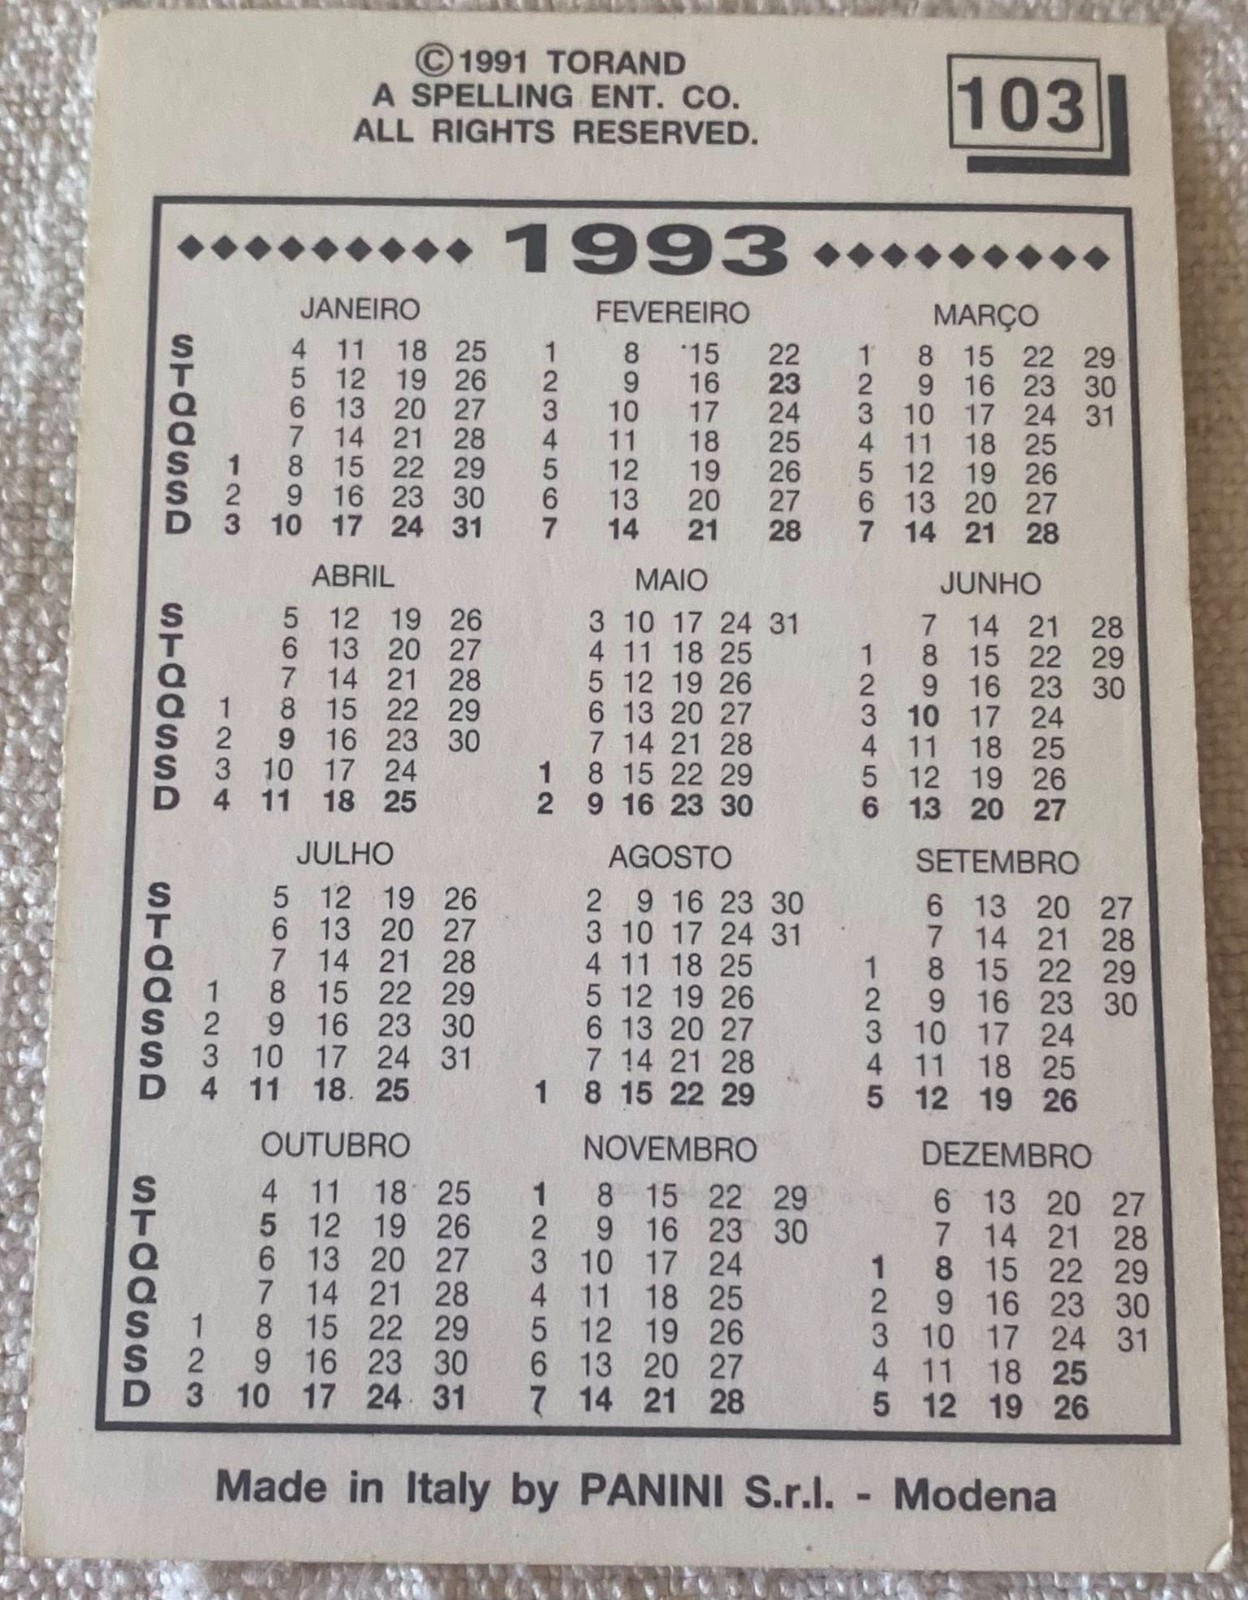 ©1991 TORAND
A SPELLING ENT. CO.
ALL RIGHTS RESERVED.
103
1993
JANEIRO
S 4 11 18 25
T 5 12 19 26
Q 6 13 20 27
Q 7 14 21 28
S 1 8 15 22 29
S 2 9 16 23 30
D 3 10 17 24 31
FEVEREIRO
1 8 15 22
2 9 16 23
3 10 17 24
4 11 18 25
5 12 19 26
6 13 20 27
7 14 21 28
MARÇO
1 8 15 22 29
2 9 16 23 30
3 10 17 24 31
4 11 18 25
5 12 19 26
6 13 20 27
7 14 21 28
ABRIL
S 5 12 19 26
T 6 13 20 27
Q 7 14 21 28
Q 1 8 15 22 29
S 2 9 16 23 30
S 3 10 17 24
D 4 11 18 25
MAIO
3 10 17 24 31
4 11 18 25
5 12 19 26
6 13 20 27
7 14 21 28
1 8 15 22 29
2 9 16 23 30
JUNHO
7 14 21 28
1 8 15 22 29
2 9 16 23 30
3 10 17 24
4 11 18 25
5 12 19 26
6 13 20 27
JULHO
S 5 12 19 26
T 6 13 20 27
Q 7 14 21 28
Q 1 8 15 22 29
S 2 9 16 23 30
S 3 10 17 24 31
D 4 11 18 25
AGOSTO
2 9 16 23 30
3 10 17 24 31
4 11 18 25
5 12 19 26
6 13 20 27
7 14 21 28
1 8 15 22 29
SETEMBRO
6 13 20 27
7 14 21 28
1 8 15 22 29
2 9 16 23 30
3 10 17 24
4 11 18 25
5 12 19 26
OUTUBRO
S 4 11 18 25
T 5 12 19 26
Q 6 13 20 27
Q 7 14 21 28
S 1 8 15 22 29
S 2 9 16 23 30
D 3 10 17 24 31
NOVEMBRO
1 8 15 22 29
2 9 16 23 30
3 10 17 24
4 11 18 25
5 12 19 26
6 13 20 27
7 14 21 28
DEZEMBRO
6 13 20 27
7 14 21 28
1 8 15 22 29
2 9 16 23 30
3 10 17 24 31
4 11 18 25
5 12 19 26
Made in Italy by PANINI S.r.l. - Modena